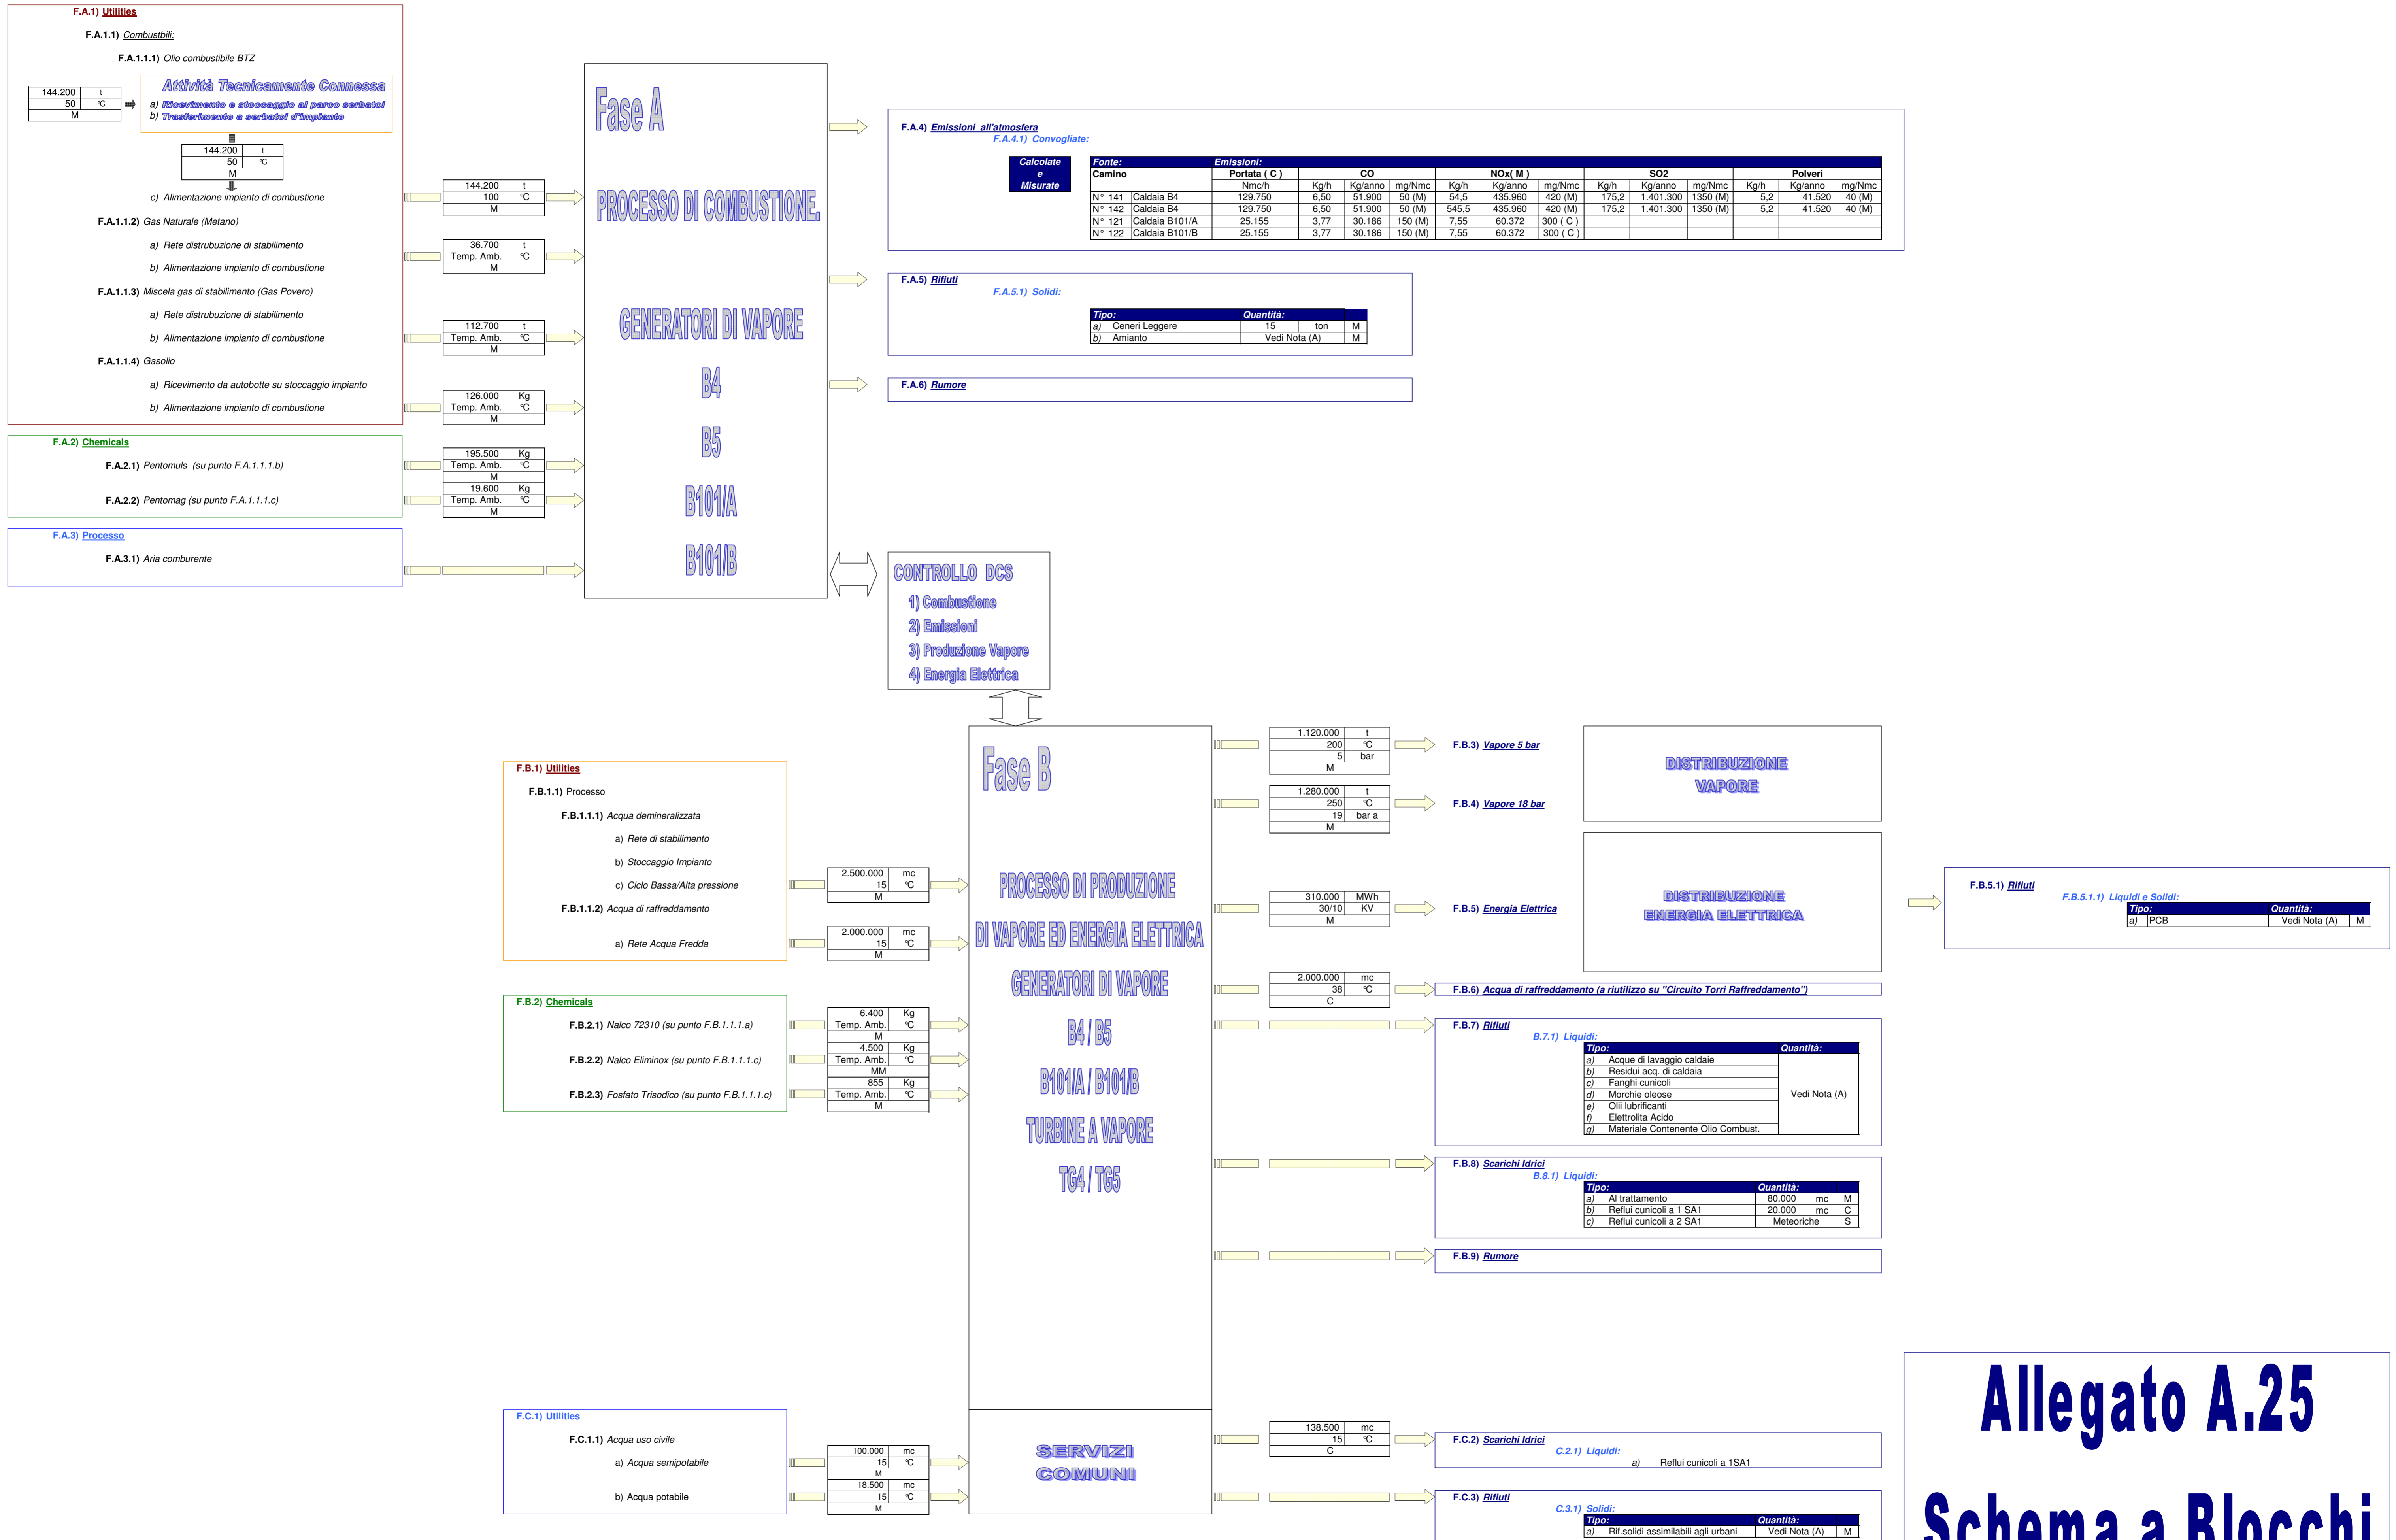 F.A.1) Utilities
F.A.1.1) Combustbili:
F.A.1.1.1) Olio combustibile BTZ
144.200 t
50 °C
M
Attività Tecnicamente Connessa
a) Ricevimento e stoccaggio al parco serbatoi
b) Trasferimento a serbatoi d'impianto
144.200 t
50 °C
M
c) Alimentazione impianto di combustione
144.200 t
100 °C
M
F.A.1.1.2) Gas Naturale (Metano)
a) Rete distrubuzione di stabilimento
b) Alimentazione impianto di combustione
36.700 t
Temp. Amb. °C
M
F.A.1.1.3) Miscela gas di stabilimento (Gas Povero)
a) Rete distrubuzione di stabilimento
b) Alimentazione impianto di combustione
112.700 t
Temp. Amb. °C
M
F.A.1.1.4) Gasolio
a) Ricevimento da autobotte su stoccaggio impianto
b) Alimentazione impianto di combustione
126.000 Kg
Temp. Amb. °C
M
F.A.2) Chemicals
F.A.2.1) Pentomuls (su punto F.A.1.1.1.b)
195.500 Kg
Temp. Amb. °C
M
F.A.2.2) Pentomag (su punto F.A.1.1.1.c)
19.600 Kg
Temp. Amb. °C
M
F.A.3) Processo
F.A.3.1) Aria comburente
Fase A
PROCESSO DI COMBUSTIONE.
GENERATORI DI VAPORE
B4
B5
B101/A
B101/B
F.A.4) Emissioni all'atmosfera
F.A.4.1) Convogliate:
Calcolate
e
Misurate
Fonte: Emissioni:
Camino Portata ( C ) CO NOx( M ) SO2 Polveri
Nmc/h Kg/h Kg/anno mg/Nmc Kg/h Kg/anno mg/Nmc Kg/h Kg/anno mg/Nmc Kg/h Kg/anno mg/Nmc
N° 141 Caldaia B4 129.750 6,50 51.900 50 (M) 54,5 435.960 420 (M) 175,2 1.401.300 1350 (M) 5,2 41.520 40 (M)
N° 142 Caldaia B4 129.750 6,50 51.900 50 (M) 545,5 435.960 420 (M) 175,2 1.401.300 1350 (M) 5,2 41.520 40 (M)
N° 121 Caldaia B101/A 25.155 3,77 30.186 150 (M) 7,55 60.372 300 ( C )
N° 122 Caldaia B101/B 25.155 3,77 30.186 150 (M) 7,55 60.372 300 ( C )
F.A.5) Rifiuti
F.A.5.1) Solidi:
Tipo: Quantità:
a) Ceneri Leggere 15 ton M
b) Amianto Vedi Nota (A) M
F.A.6) Rumore
CONTROLLO DCS
1) Combustione
2) Emissioni
3) Produzione Vapore
4) Energia Elettrica
F.B.1) Utilities
F.B.1.1) Processo
F.B.1.1.1) Acqua demineralizzata
a) Rete di stabilimento
b) Stoccaggio Impianto
c) Ciclo Bassa/Alta pressione
2.500.000 mc
15 °C
M
F.B.1.1.2) Acqua di raffreddamento
a) Rete Acqua Fredda
2.000.000 mc
15 °C
M
F.B.2) Chemicals
F.B.2.1) Nalco 72310 (su punto F.B.1.1.1.a)
6.400 Kg
Temp. Amb. °C
M
F.B.2.2) Nalco Eliminox (su punto F.B.1.1.1.c)
4.500 Kg
Temp. Amb. °C
MM
F.B.2.3) Fosfato Trisodico (su punto F.B.1.1.1.c)
855 Kg
Temp. Amb. °C
M
Fase B
PROCESSO DI PRODUZIONE
DI VAPORE ED ENERGIA ELETTRICA
GENERATORI DI VAPORE
B4 / B5
B101/A / B101/B
TURBINE A VAPORE
TG4 / TG5
1.120.000 t
200 °C
5 bar
M
F.B.3) Vapore 5 bar
1.280.000 t
250 °C
19 bar a
M
F.B.4) Vapore 18 bar
DISTRIBUZIONE
VAPORE
310.000 MWh
30/10 KV
M
F.B.5) Energia Elettrica
DISTRIBUZIONE
ENERGIA ELETTRICA
F.B.5.1) Rifiuti
F.B.5.1.1) Liquidi e Solidi:
Tipo: Quantità:
a) PCB Vedi Nota (A) M
2.000.000 mc
38 °C
C
F.B.6) Acqua di raffreddamento (a riutilizzo su "Circuito Torri Raffreddamento")
F.B.7) Rifiuti
B.7.1) Liquidi:
Tipo: Quantità:
a) Acque di lavaggio caldaie
b) Residui acq. di caldaia
c) Fanghi cunicoli
d) Morchie oleose Vedi Nota (A)
e) Olii lubrificanti
f) Elettrolita Acido
g) Materiale Contenente Olio Combust.
F.B.8) Scarichi Idrici
B.8.1) Liquidi:
Tipo: Quantità:
a) Al trattamento 80.000 mc M
b) Reflui cunicoli a 1 SA1 20.000 mc C
c) Reflui cunicoli a 2 SA1 Meteoriche S
F.B.9) Rumore
F.C.1) Utilities
F.C.1.1) Acqua uso civile
a) Acqua semipotabile
100.000 mc
15 °C
M
b) Acqua potabile
18.500 mc
15 °C
M
SERVIZI
COMUNI
138.500 mc
15 °C
C
F.C.2) Scarichi Idrici
C.2.1) Liquidi:
a) Reflui cunicoli a 1SA1
F.C.3) Rifiuti
C.3.1) Solidi:
Tipo: Quantità:
a) Rif.solidi assimilabili agli urbani Vedi Nota (A) M
Allegato A.25
Schema a Blocchi